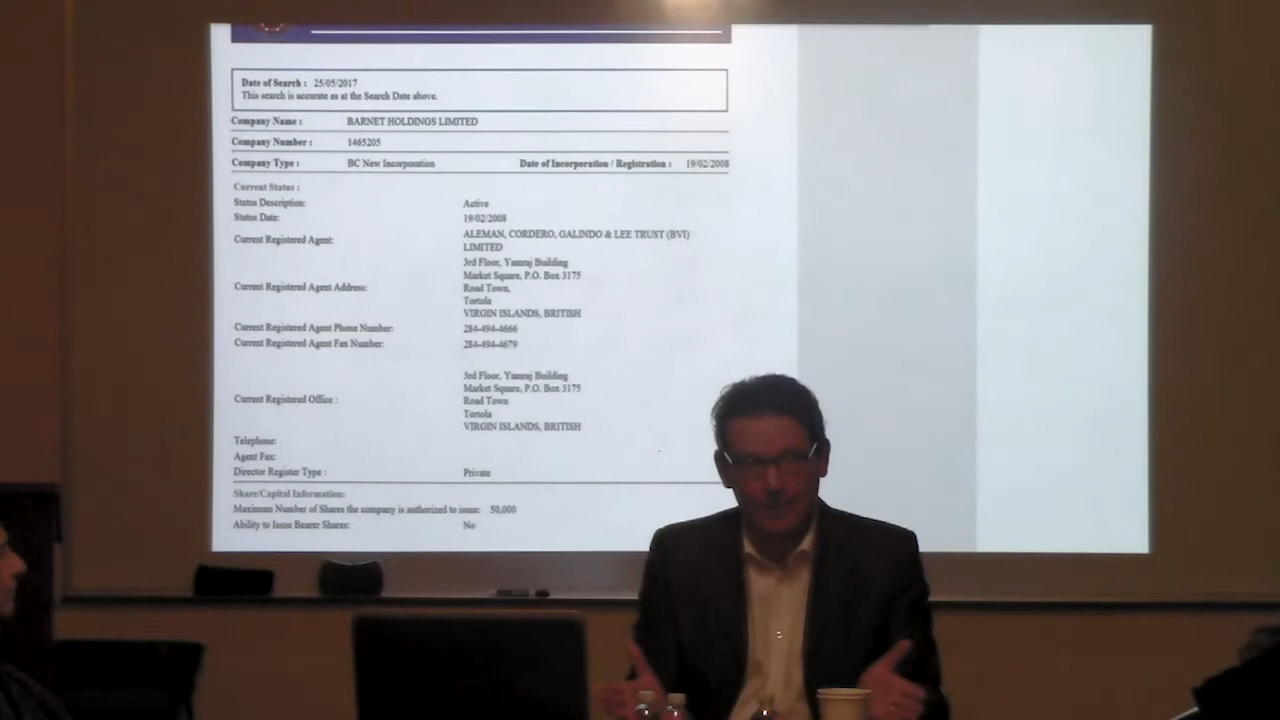 Date of Search : 25/05/2017
This search is accurate as at the Search Date above.
Company Name : BARNET HOLDINGS LIMITED
Company Number : 1465205
Company Type : BC New Incorporation Date of Incorporation / Registration : 19/02/2008
Current Status :
Status Description: Active
Status Date: 19/02/2008
Current Registered Agent: ALEMAN, CORDERO, GALINDO & LEE TRUST (BVI)
LIMITED
3rd Floor, Yamraj Building
Market Square, P.O. Box 3175
Current Registered Agent Address: Road Town,
Tortola
VIRGIN ISLANDS, BRITISH
Current Registered Agent Phone Number: 284-494-4666
Current Registered Agent Fax Number: 284-494-4679
3rd Floor, Yamraj Building
Market Square, P.O. Box 3175
Current Registered Office : Road Town
Tortola
VIRGIN ISLANDS, BRITISH
Telephone:
Agent Fax:
Director Register Type : Private
Share/Capital Information:
Maximum Number of Shares the company is authorized to issue: 50,000
Ability to Issue Bearer Shares: No